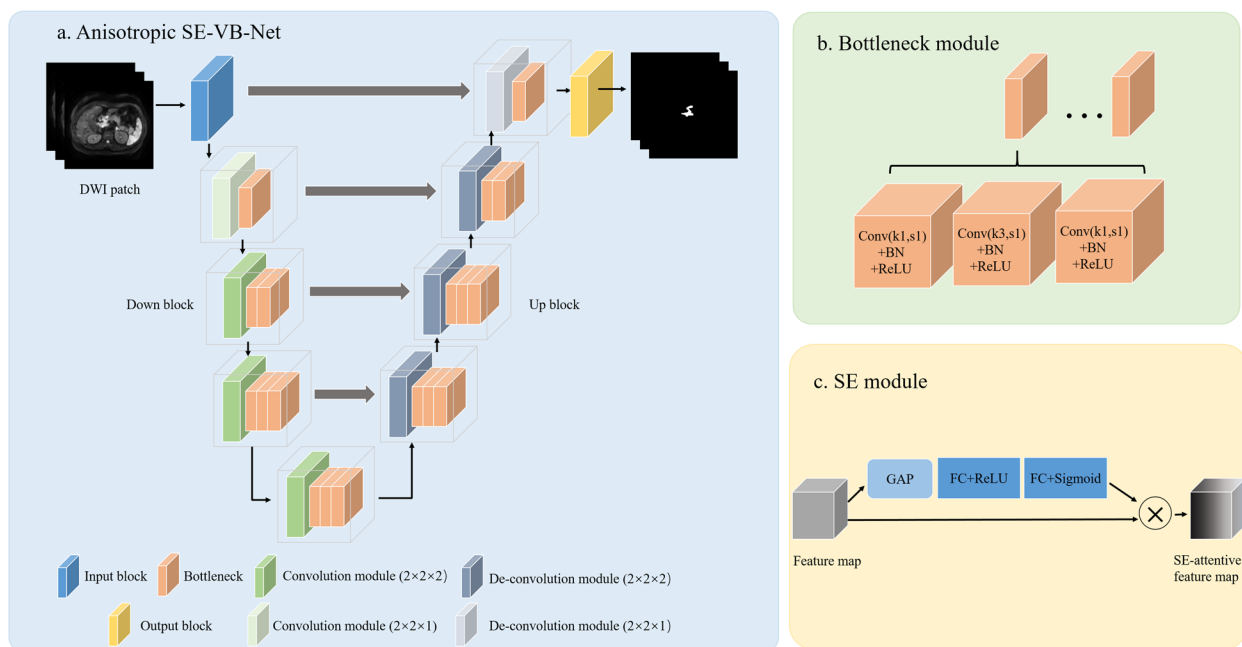 a. Anisotropic SE-VB-Net
DWI patch
Down block
Up block
Input block
Bottleneck
Convolution module (2×2×2)
De-convolution module (2×2×2)
Output block
Convolution module (2×2×1)
De-convolution module (2×2×1)
b. Bottleneck module
Conv(k1,s1)
+BN
+ReLU
Conv(k3,s1)
+BN
+ReLU
Conv(k1,s1)
+BN
+ReLU
c. SE module
GAP
FC+ReLU
FC+Sigmoid
Feature map
SE-attentive
feature map